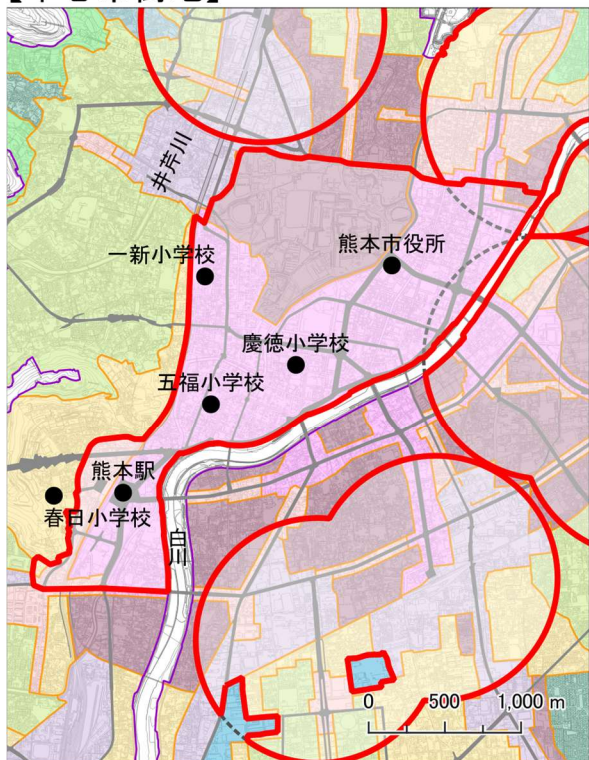 井芹川
一新小学校
熊本市役所
慶徳小学校
五福小学校
熊本駅
春日小学校
白川
0 500 1,000 m